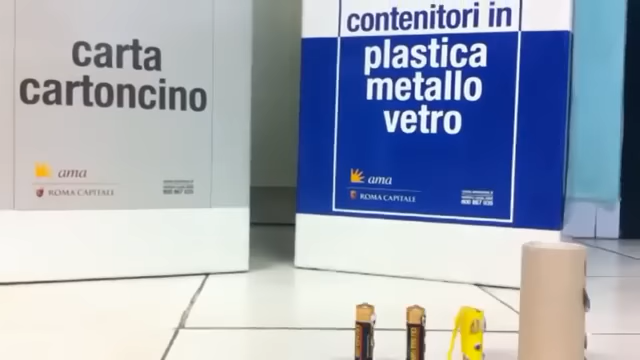 carta
cartoncino
ama
ROMA CAPITALE
contenitori in
plastica
metallo
vetro
ama
ROMA CAPITALE